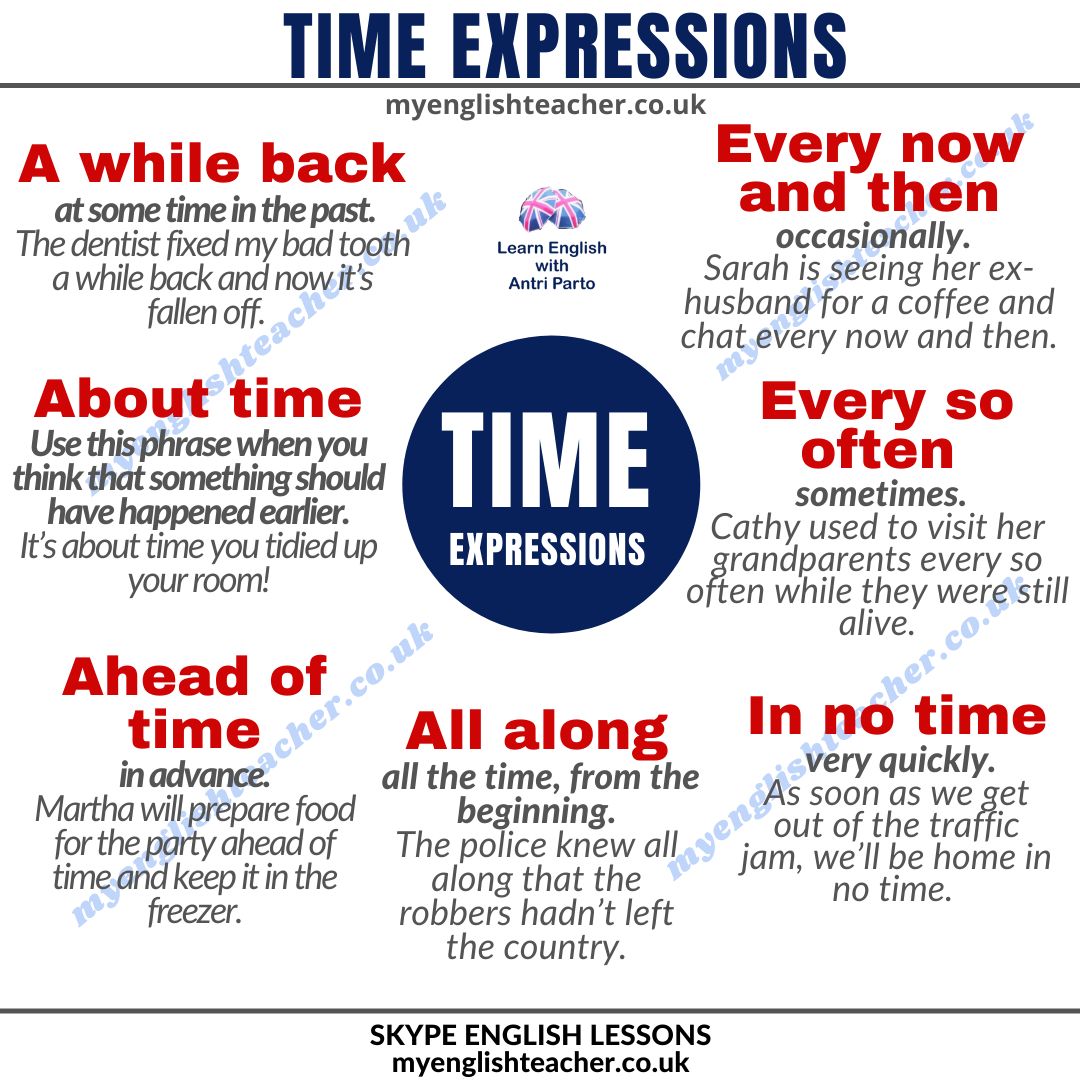 TIME EXPRESSIONS
myenglishteacher.co.uk
A while back
at some time in the past.
The dentist fixed my bad tooth
a while back and now it's
fallen off.
About time
Use this phrase when you
think that something should
have happened earlier.
It's about time you tidied up
your room!
Ahead of
time
in advance.
Martha will prepare food
for the party ahead of
time and keep it in the
freezer.
Learn English
with
Antri Parto
TIME
EXPRESSIONS
All along
all the time, from the
beginning.
The police knew all
along that the
robbers hadn't left
the country.
Every now
and then
occasionally.
Sarah is seeing her ex-
husband for a coffee and
chat every now and then.
Every so
often
sometimes.
Cathy used to visit her
grandparents every so
often while they were still
alive.
In no time
very quickly.
As soon as we get
out of the traffic
jam, we'll be home in
no time.
myenglishteacher.co.uk
myenglishteacher.co.uk
myenglishteacher.co.uk
myenglishteacher.co.uk
SKYPE ENGLISH LESSONS
myenglishteacher.co.uk